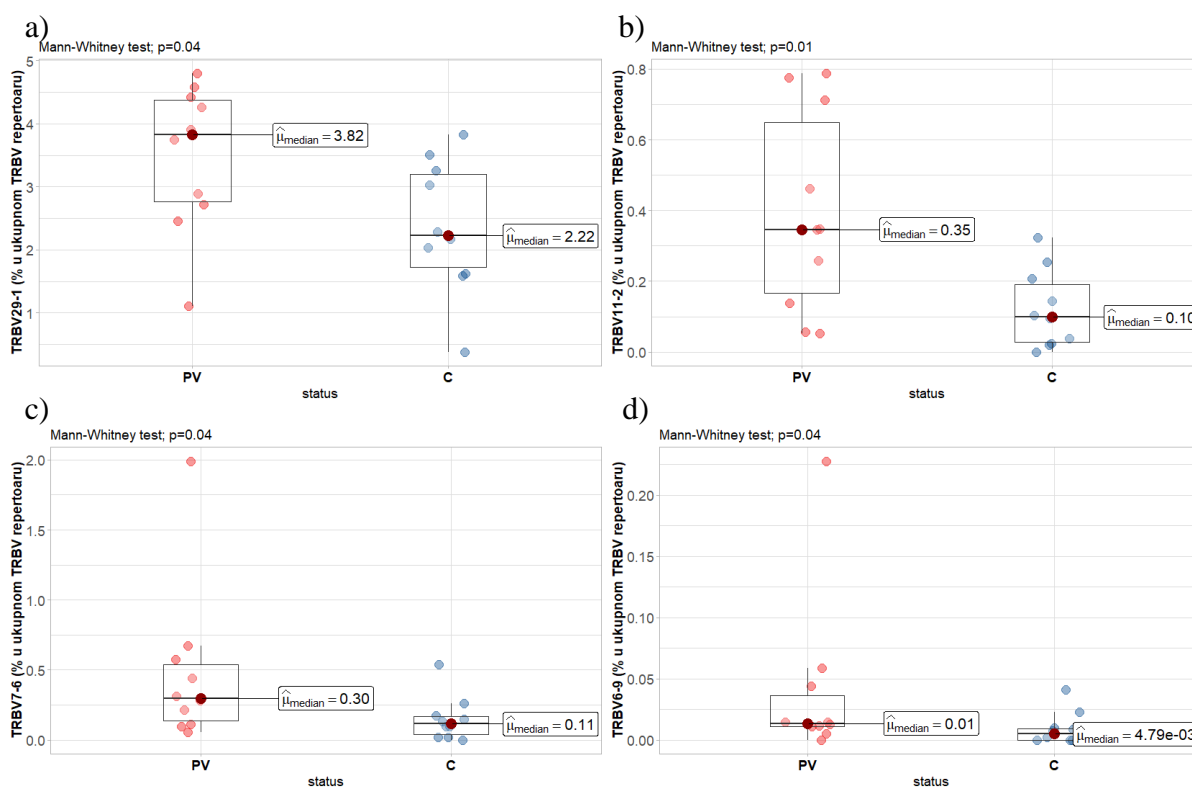 a)
Mann-Whitney test; p=0.04
TRBV29-1 (% u ukupnom TRBV repertoaru)
5
4
3
2
1
μ̂median = 3.82
μ̂median = 2.22
PV
C
status
b)
Mann-Whitney test; p=0.01
TRBV11-2 (% u ukupnom TRBV repertoaru)
0.8
0.6
0.4
0.2
0.0
μ̂median = 0.35
μ̂median = 0.10
PV
C
status
c)
Mann-Whitney test; p=0.04
TRBV7-6 (% u ukupnom TRBV repertoaru)
2.0
1.5
1.0
0.5
0.0
μ̂median = 0.30
μ̂median = 0.11
PV
C
status
d)
Mann-Whitney test; p=0.04
TRBV6-9 (% u ukupnom TRBV repertoaru)
0.20
0.15
0.10
0.05
0.00
μ̂median = 0.01
μ̂median = 4.79e-03
PV
C
status